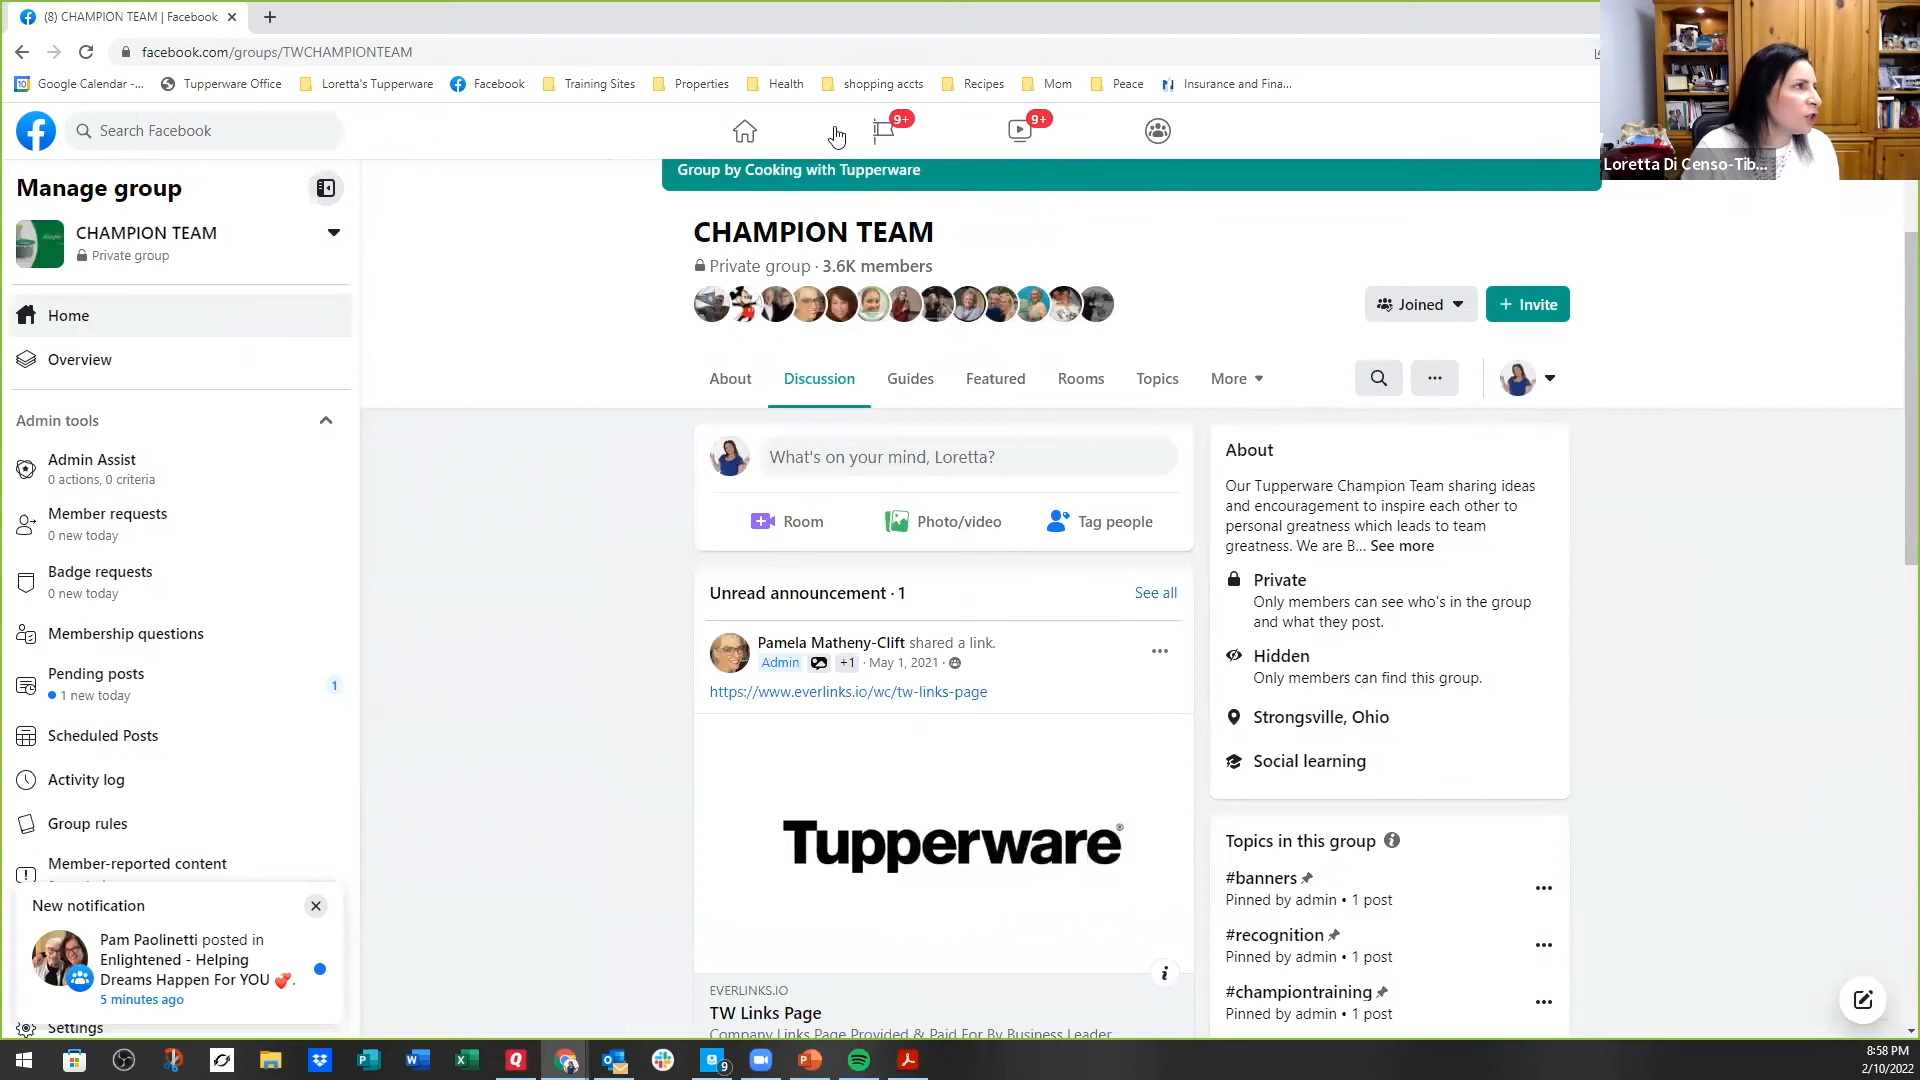 (8) CHAMPION TEAM | Facebook
facebook.com/groups/TWCHAMPIONTEAM
Google Calendar -...
Tupperware Office
Loretta's Tupperware
Facebook
Training Sites
Properties
Health
shopping accts
Recipes
Mom
Peace
Insurance and Fina...
Loretta Di Censo-Tib...
Search Facebook
9+
9+
Manage group
CHAMPION TEAM
Private group
Home
Overview
Admin tools
Admin Assist
0 actions, 0 criteria
Member requests
0 new today
Badge requests
0 new today
Membership questions
Pending posts
1 new today
1
Scheduled Posts
Activity log
Group rules
Member-reported content
New notification
Pam Paolinetti posted in
Enlightened - Helping
Dreams Happen For YOU 💞.
5 minutes ago
Settings
Group by Cooking with Tupperware
CHAMPION TEAM
Private group · 3.6K members
Joined
+ Invite
About
Discussion
Guides
Featured
Rooms
Topics
More
What's on your mind, Loretta?
Room
Photo/video
Tag people
Unread announcement · 1
See all
Pamela Matheny-Clift shared a link.
Admin +1 · May 1, 2021 ·
https://www.everlinks.io/wc/tw-links-page
Tupperware®
EVERLINKS.IO
TW Links Page
Company Links Page Provided & Paid For By Business Leader
About
Our Tupperware Champion Team sharing ideas
and encouragement to inspire each other to
personal greatness which leads to team
greatness. We are B... See more
Private
Only members can see who's in the group
and what they post.
Hidden
Only members can find this group.
Strongsville, Ohio
Social learning
Topics in this group
#banners
Pinned by admin • 1 post
#recognition
Pinned by admin • 1 post
#championtraining
Pinned by admin • 1 post
9
8:58 PM
2/10/2022